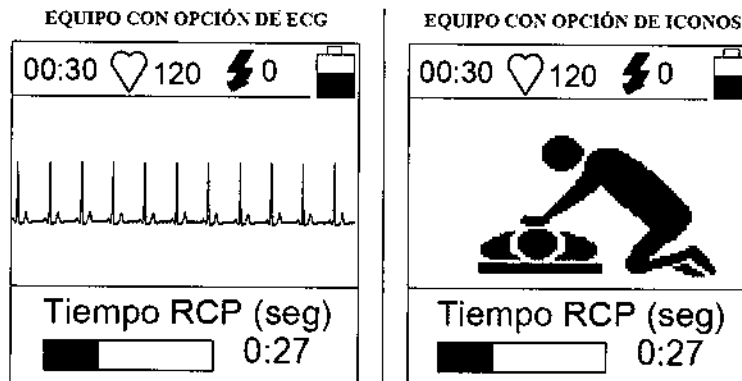 EQUIPO CON OPCIÓN DE ECG
00:30 120 0
Tiempo RCP (seg)
0:27
EQUIPO CON OPCIÓN DE ICONOS
00:30 120 0
Tiempo RCP (seg)
0:27